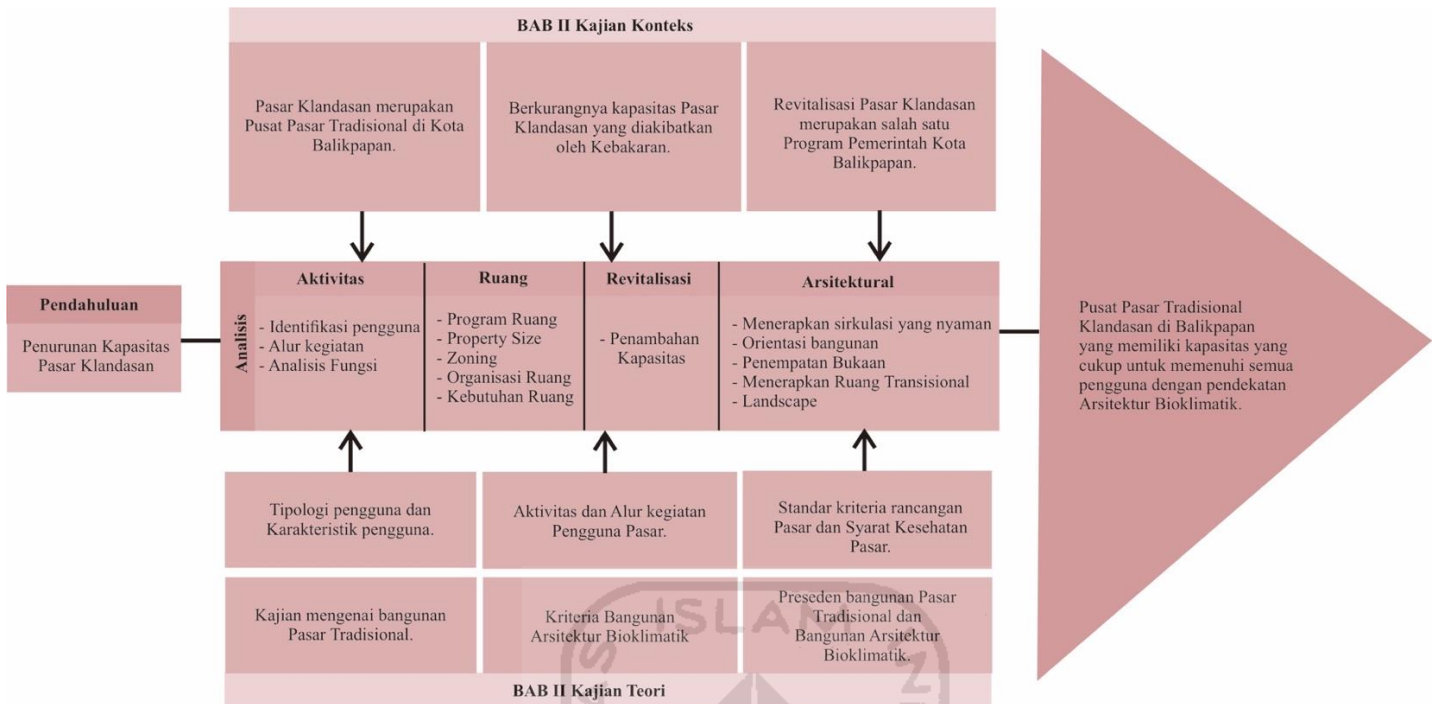 BAB II Kajian Konteks
Pasar Klandasan merupakan
Pusat Pasar Tradisional di Kota
Balikpapan.
Berkurangnya kapasitas Pasar
Klandasan yang diakibatkan
oleh Kebakaran.
Revitalisasi Pasar Klandasan
merupakan salah satu
Program Pemerintah Kota
Balikpapan.
Pendahuluan
Penurunan Kapasitas
Pasar Klandasan
Analisis
Aktivitas
- Identifikasi pengguna
- Alur kegiatan
- Analisis Fungsi
Ruang
- Program Ruang
- Property Size
- Zoning
- Organisasi Ruang
- Kebutuhan Ruang
Revitalisasi
- Penambahan
Kapasitas
Arsitektural
- Menerapkan sirkulasi yang nyaman
- Orientasi bangunan
- Penempatan Bukaan
- Menerapkan Ruang Transisional
- Landscape
Pusat Pasar Tradisional
Klandasan di Balikpapan
yang memiliki kapasitas yang
cukup untuk memenuhi semua
pengguna dengan pendekatan
Arsitektur Bioklimatik.
Tipologi pengguna dan
Karakteristik pengguna.
Aktivitas dan Alur kegiatan
Pengguna Pasar.
Standar kriteria rancangan
Pasar dan Syarat Kesehatan
Pasar.
Kajian mengenai bangunan
Pasar Tradisional.
Kriteria Bangunan
Arsitektur Bioklimatik
Preseden bangunan Pasar
Tradisional dan
Bangunan Arsitektur
Bioklimatik.
BAB II Kajian Teori
ISLAM